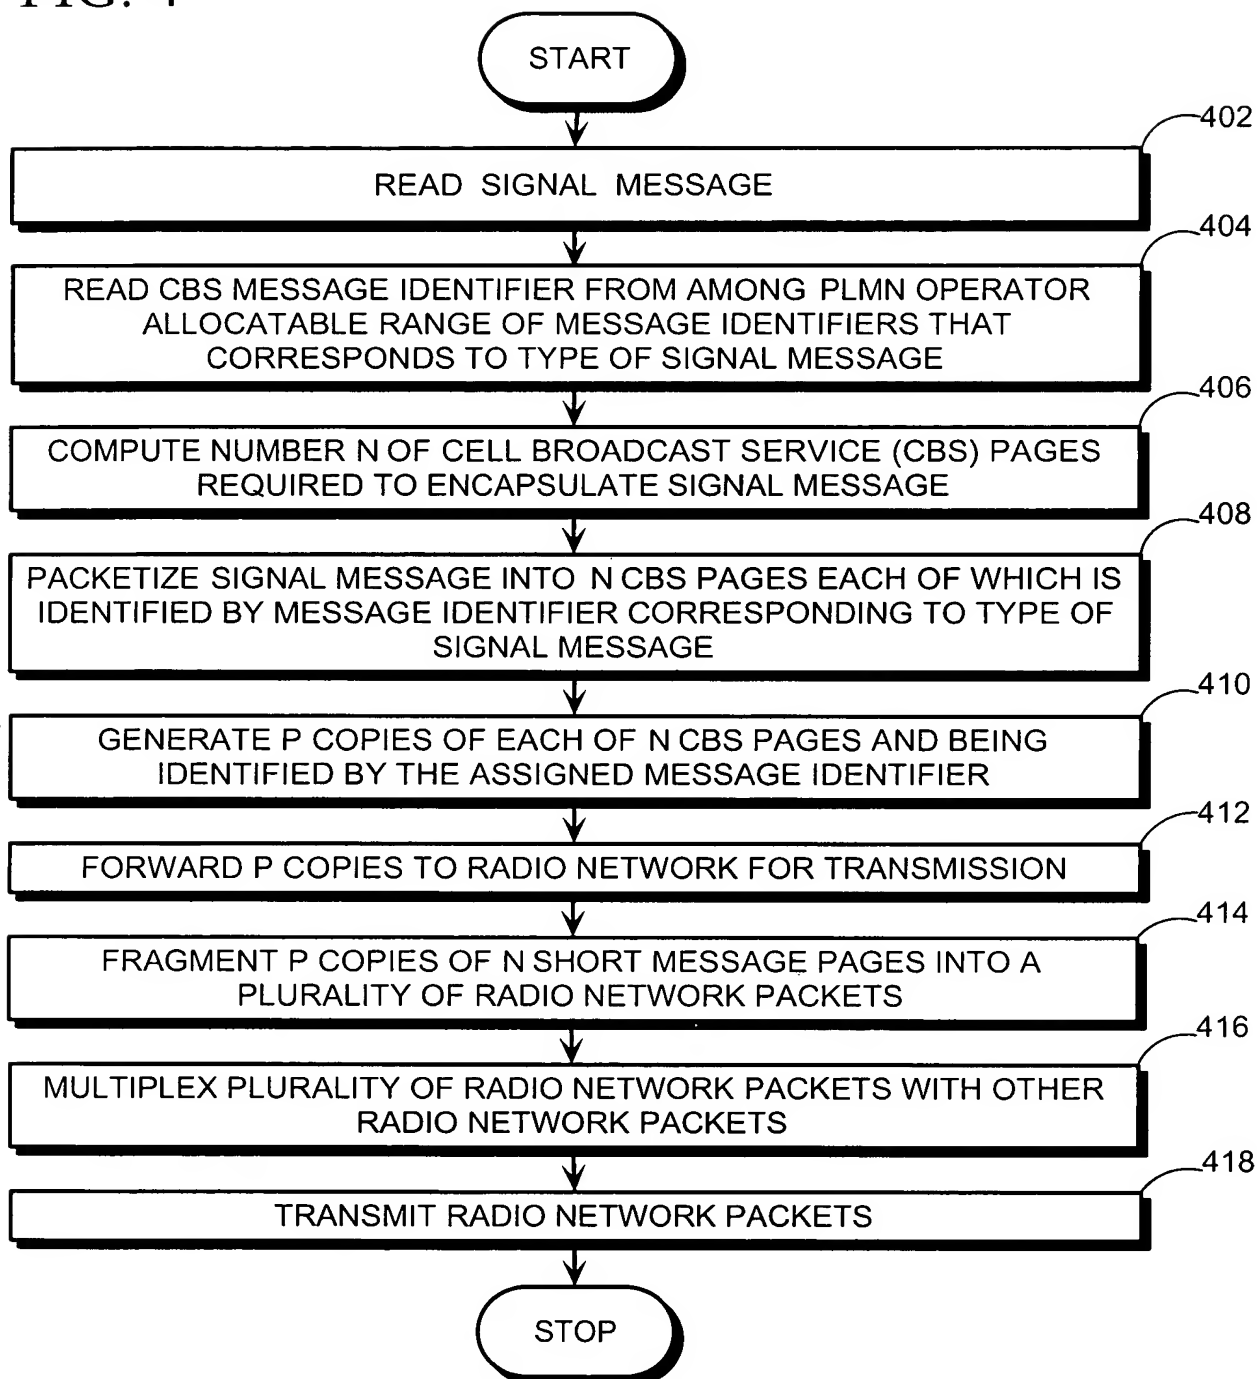 FIG. 4
START
402
READ SIGNAL MESSAGE
404
READ CBS MESSAGE IDENTIFIER FROM AMONG PLMN OPERATOR
ALLOCATABLE RANGE OF MESSAGE IDENTIFIERS THAT
CORRESPONDS TO TYPE OF SIGNAL MESSAGE
406
COMPUTE NUMBER N OF CELL BROADCAST SERVICE (CBS) PAGES
REQUIRED TO ENCAPSULATE SIGNAL MESSAGE
408
PACKETIZE SIGNAL MESSAGE INTO N CBS PAGES EACH OF WHICH IS
IDENTIFIED BY MESSAGE IDENTIFIER CORRESPONDING TO TYPE OF
SIGNAL MESSAGE
410
GENERATE P COPIES OF EACH OF N CBS PAGES AND BEING
IDENTIFIED BY THE ASSIGNED MESSAGE IDENTIFIER
412
FORWARD P COPIES TO RADIO NETWORK FOR TRANSMISSION
414
FRAGMENT P COPIES OF N SHORT MESSAGE PAGES INTO A
PLURALITY OF RADIO NETWORK PACKETS
416
MULTIPLEX PLURALITY OF RADIO NETWORK PACKETS WITH OTHER
RADIO NETWORK PACKETS
418
TRANSMIT RADIO NETWORK PACKETS
STOP